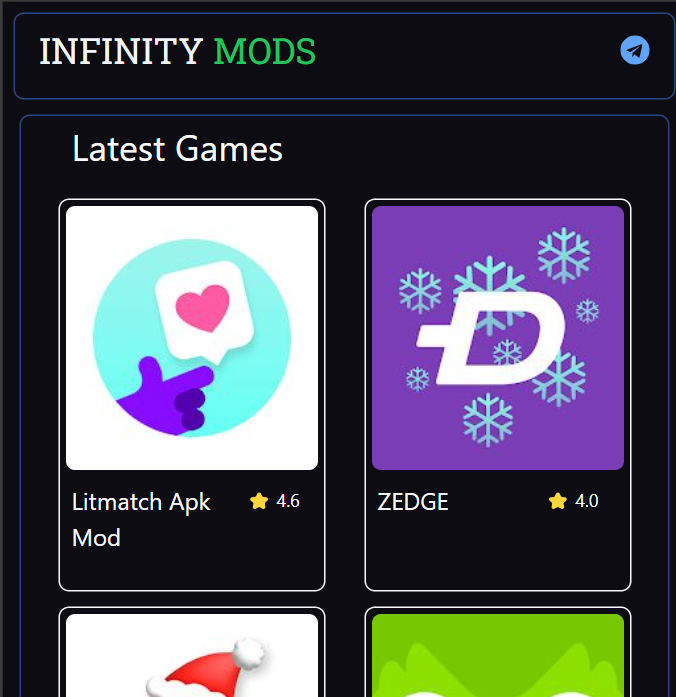 INFINITY MODS
Latest Games
Litmatch Apk Mod
4.6
ZEDGE
4.0